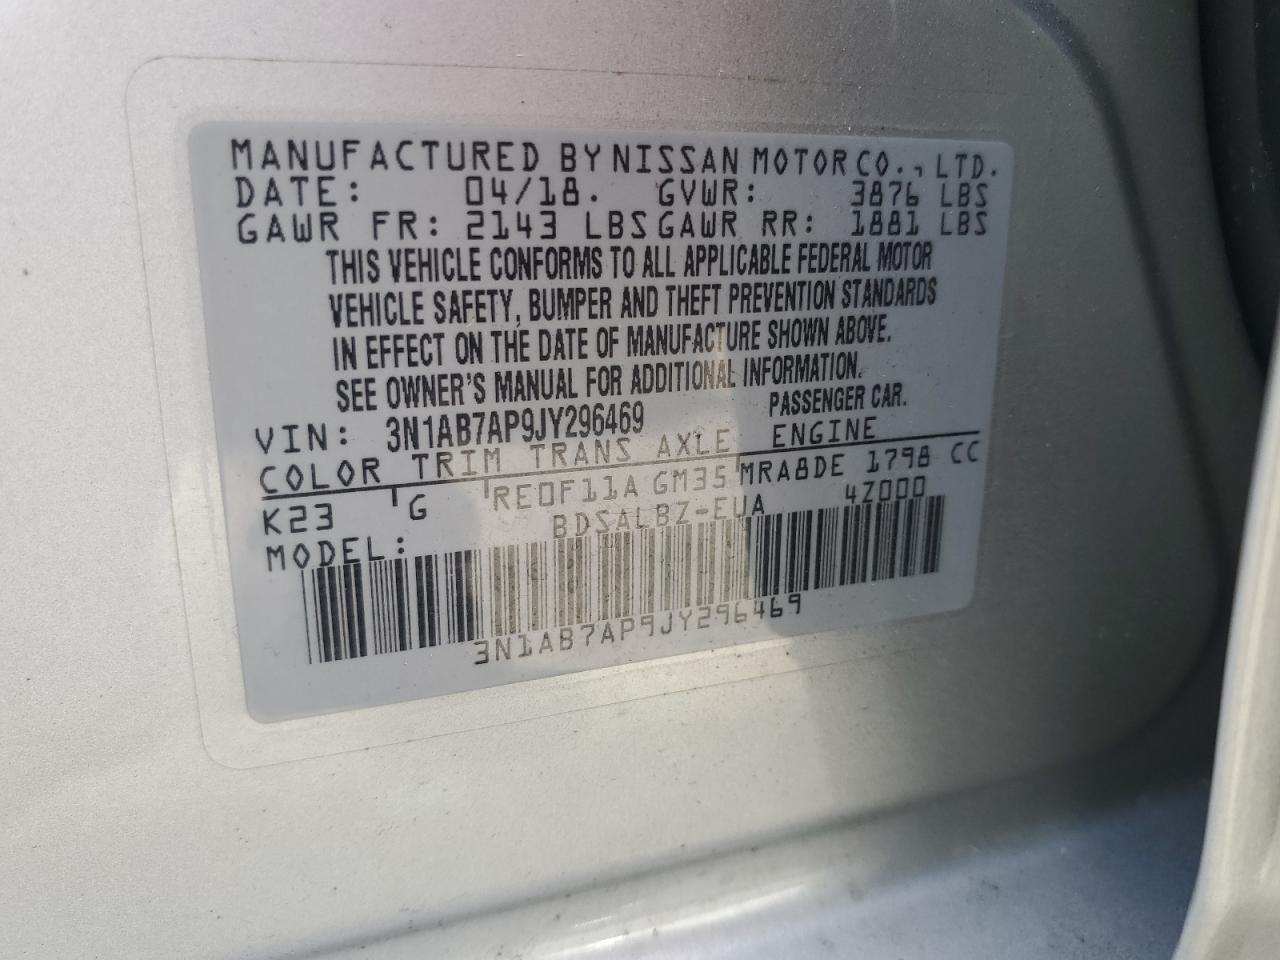 MANUFACTURED BY NISSAN MOTOR CO., LTD.
DATE: 04/18. GVWR: 3876 LBS
GAWR FR: 2143 LBS GAWR RR: 1881 LBS
THIS VEHICLE CONFORMS TO ALL APPLICABLE FEDERAL MOTOR
VEHICLE SAFETY, BUMPER AND THEFT PREVENTION STANDARDS
IN EFFECT ON THE DATE OF MANUFACTURE SHOWN ABOVE.
SEE OWNER'S MANUAL FOR ADDITIONAL INFORMATION.
VIN: 3N1AB7AP9JY296469 PASSENGER CAR.
COLOR TRIM TRANS AXLE ENGINE
K23 G RE0F11A GM35 MRA8DE 1798 CC
MODEL: BDSALBZ-EUA 4Z000
3N1AB7AP9JY296469